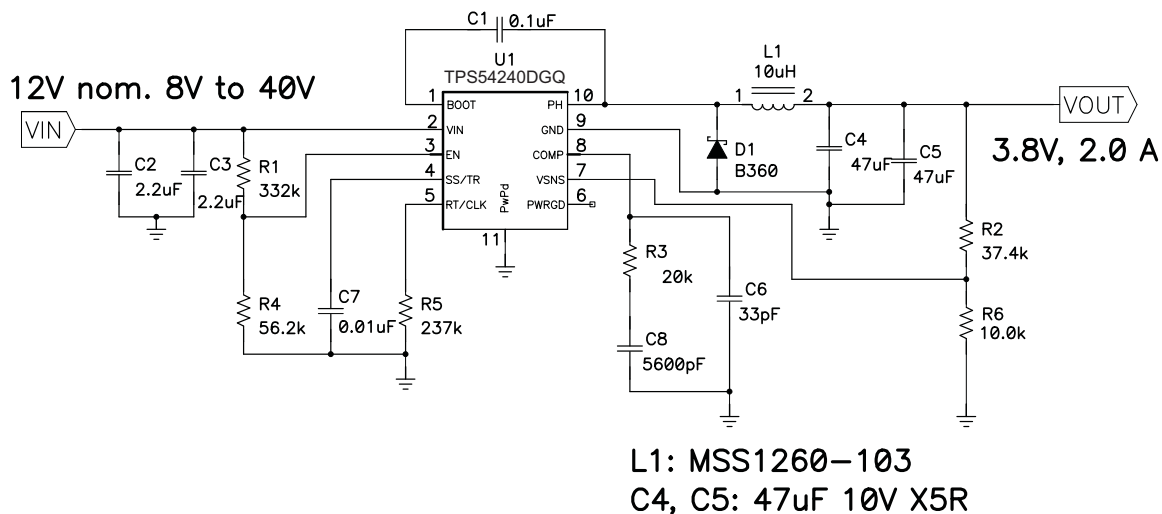 C1
0.1uF
U1
TPS54240DGQ
L1
10uH
12V nom. 8V to 40V
VIN
1 BOOT PH 10
2 VIN GND 9
3 EN COMP 8
4 SS/TR VSNS 7
5 RT/CLK PWRGD 6
PwPd
11
1 2
VOUT
3.8V, 2.0 A
C2
2.2uF
C3
2.2uF
R1
332k
D1
B360
C4
47uF
C5
47uF
R2
37.4k
R3
20k
C6
33pF
R4
56.2k
C7
0.01uF
R5
237k
R6
10.0k
C8
5600pF
L1: MSS1260-103
C4, C5: 47uF 10V X5R